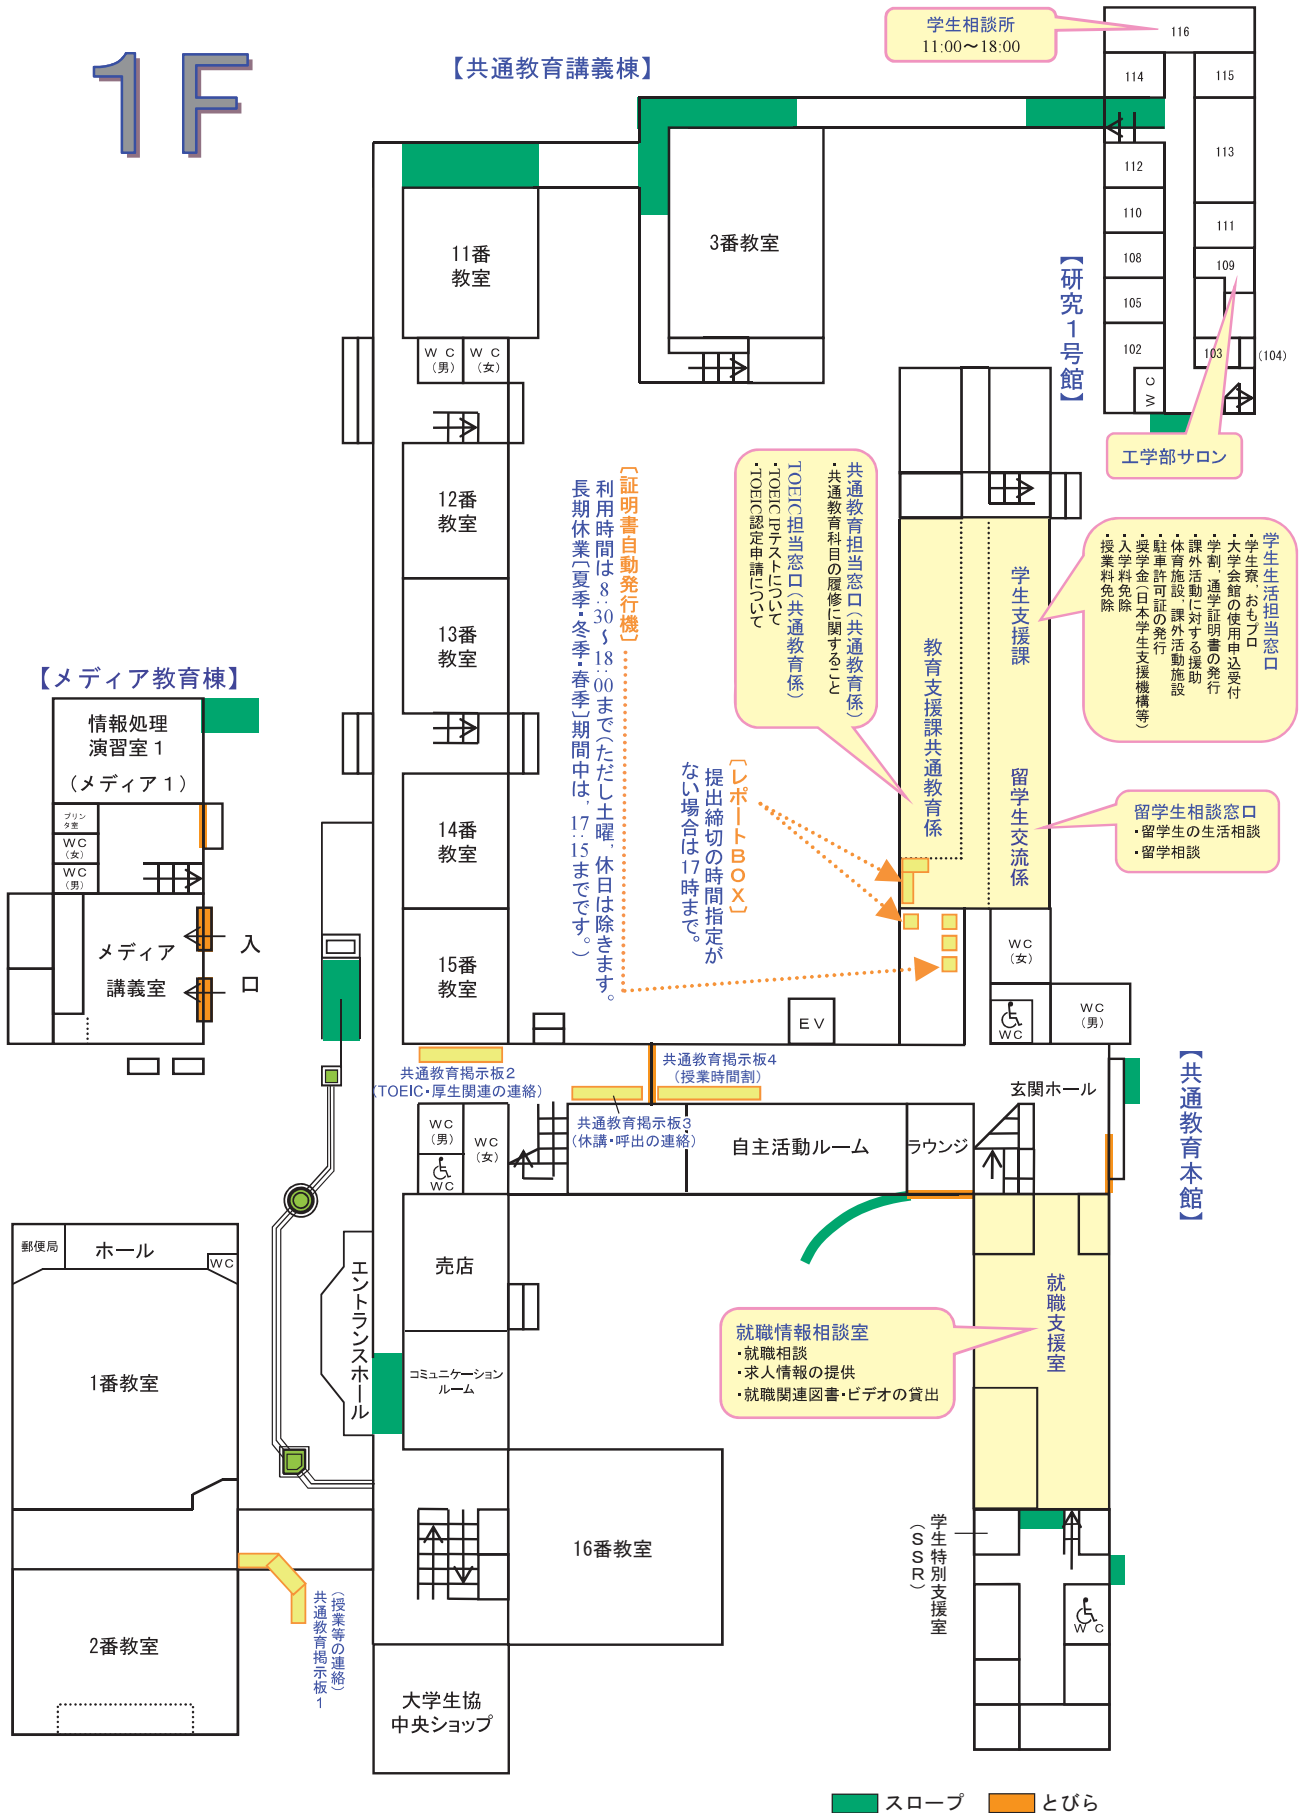 1F
【共通教育講義棟】
学生相談所
11:00〜18:00
116
114
115
113
112
110
111
108
109
105
102
103
(104)
WC
【研究1号館】
工学部サロン
3番教室
11番
教室
WC
(男)
WC
(女)
12番
教室
13番
教室
14番
教室
15番
教室
[証明書自動発行機]
利用時間は8:30〜18:00まで(ただし土曜,休日は除きます。
長期休業[夏季・冬季・春季]期間中は,17:15までです。)
共通教育担当窓口(共通教育係)
・共通教育科目の履修に関すること
TOEIC担当窓口(共通教育係)
・TOEIC IPテストについて
・TOEIC認定申請について
学生支援課
教育支援課共通教育係
留学生交流係
学生生活担当窓口
・学生寮、おもプロ
・大学会館の使用申込受付
・学割、通学証明書の発行
・課外活動に対する援助
・体育施設、課外活動施設
・駐車許可証の発行
・奨学金(日本学生支援機構等)
・入学料免除
・授業料免除
留学生相談窓口
・留学生の生活相談
・留学相談
[レポートBOX]
提出締切の時間指定が
ない場合は17時まで。
【メディア教育棟】
情報処理
演習室1
(メディア1)
プリン
タ室
WC
(女)
WC
(男)
メディア
講義室
入口
EV
WC
(女)
WC
WC
(男)
共通教育掲示板2
(TOEIC・厚生関連の連絡)
共通教育掲示板4
(授業時間割)
共通教育掲示板3
(休講・呼出の連絡)
玄関ホール
【共通教育本館】
WC
(男)
WC
(女)
WC
自主活動ルーム
ラウンジ
郵便局
ホール
WC
エントランスホール
売店
コミュニケーション
ルーム
就職支援室
就職情報相談室
・就職相談
・求人情報の提供
・就職関連図書・ビデオの貸出
1番教室
2番教室
16番教室
学生特別支援室
(SSR)
WC
共通教育掲示板1
(授業等の連絡)
大学生協
中央ショップ
スロープ
とびら